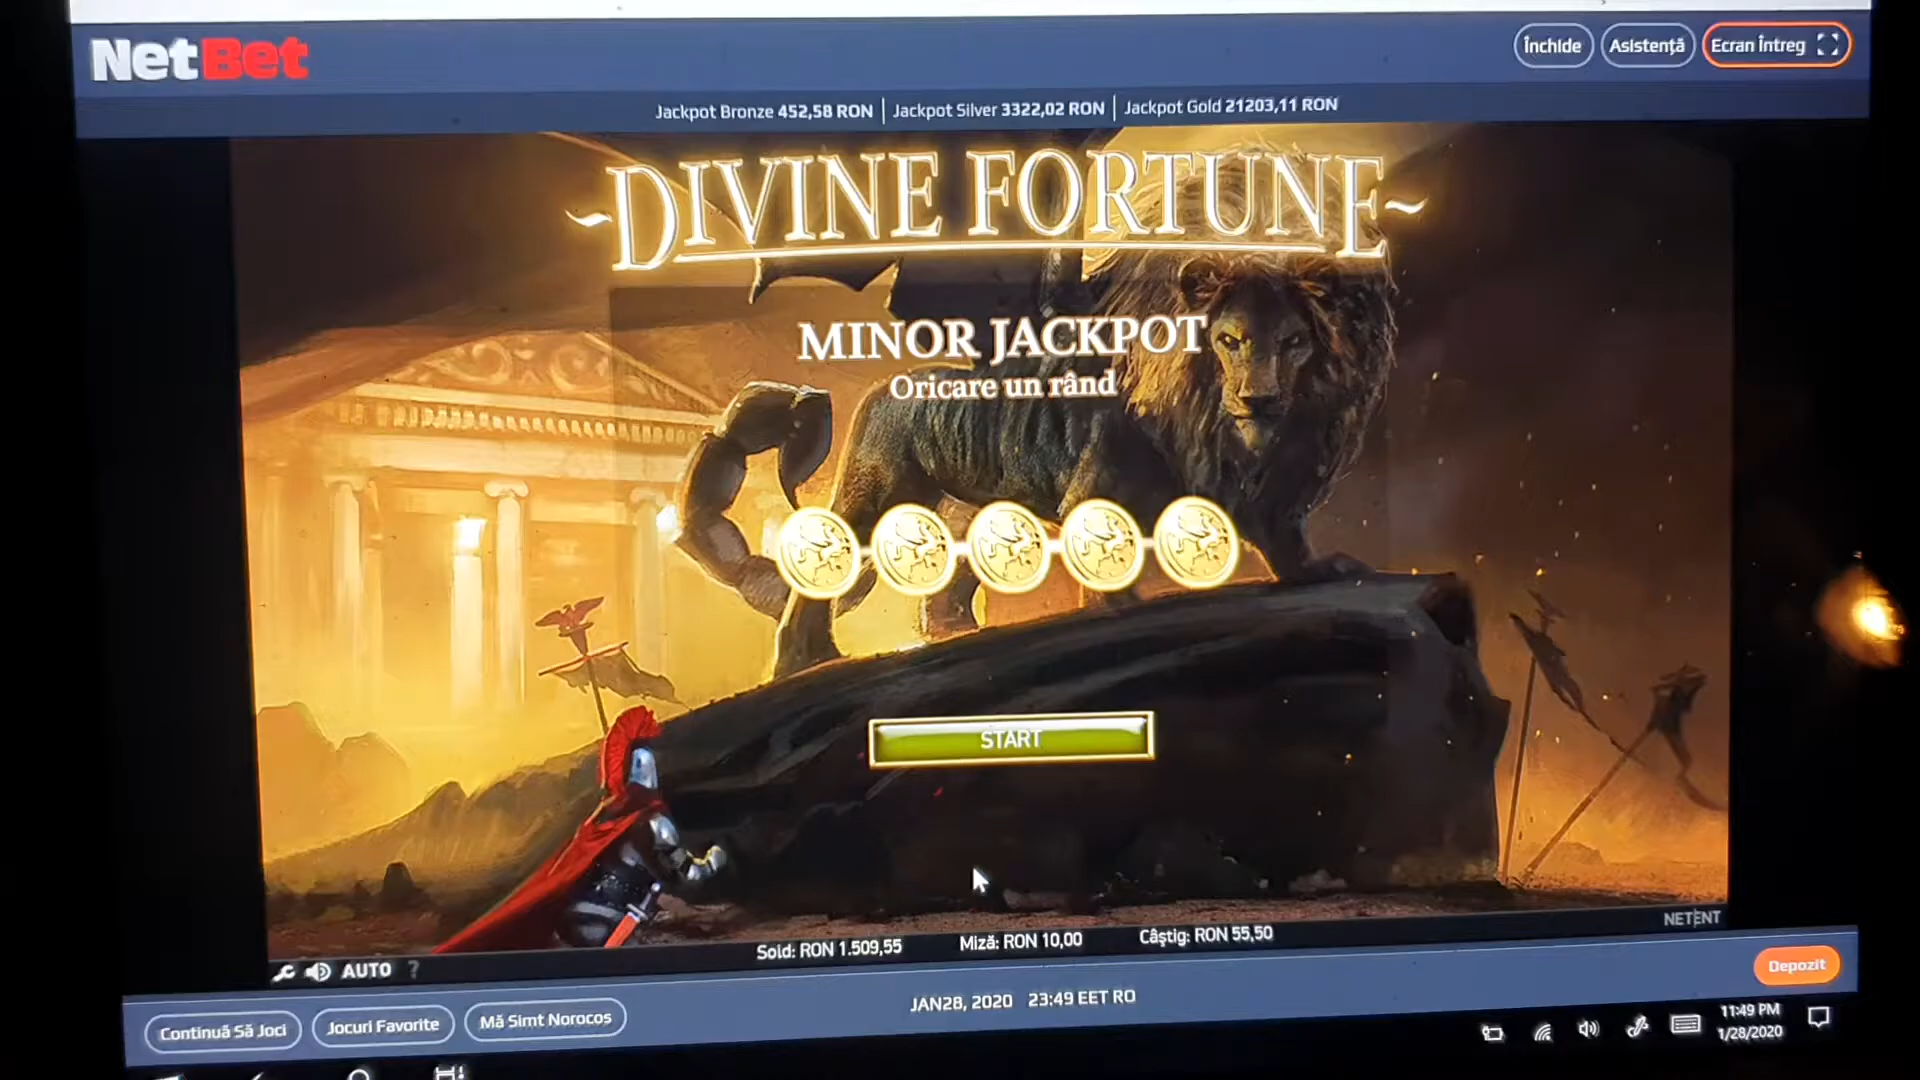 NetBet
Închide
Asistență
Ecran Întreg
Jackpot Bronze 452,58 RON
Jackpot Silver 3322,02 RON
Jackpot Gold 21203,11 RON
~DIVINE FORTUNE~
MINOR JACKPOT
Oricare un rând
START
NETENT
Sold: RON 1.509,55
Miză: RON 10,00
Câştig: RON 55,50
AUTO ?
Depozit
Continuă Să Joci
Jocuri Favorite
Mă Simt Norocos
JAN28, 2020 23:49 EET RO
11:49 PM
1/28/2020